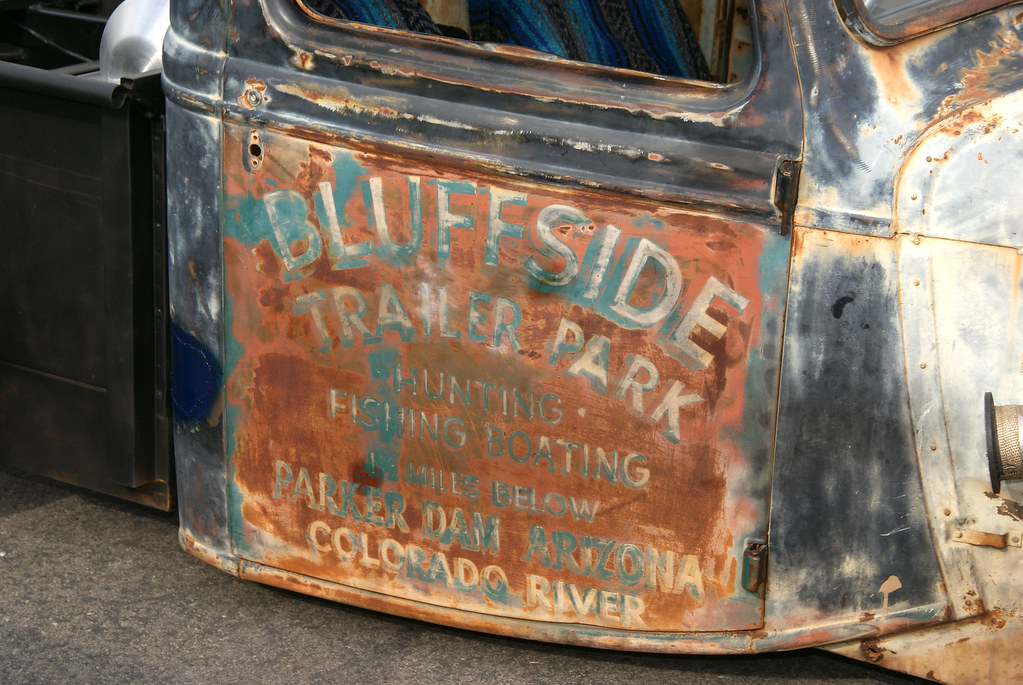 BLUFFSIDE
TRAILER PARK
HUNTING ·
FISHING BOATING
MILES BELOW
PARKER DAM ARIZONA
COLORADO RIVER